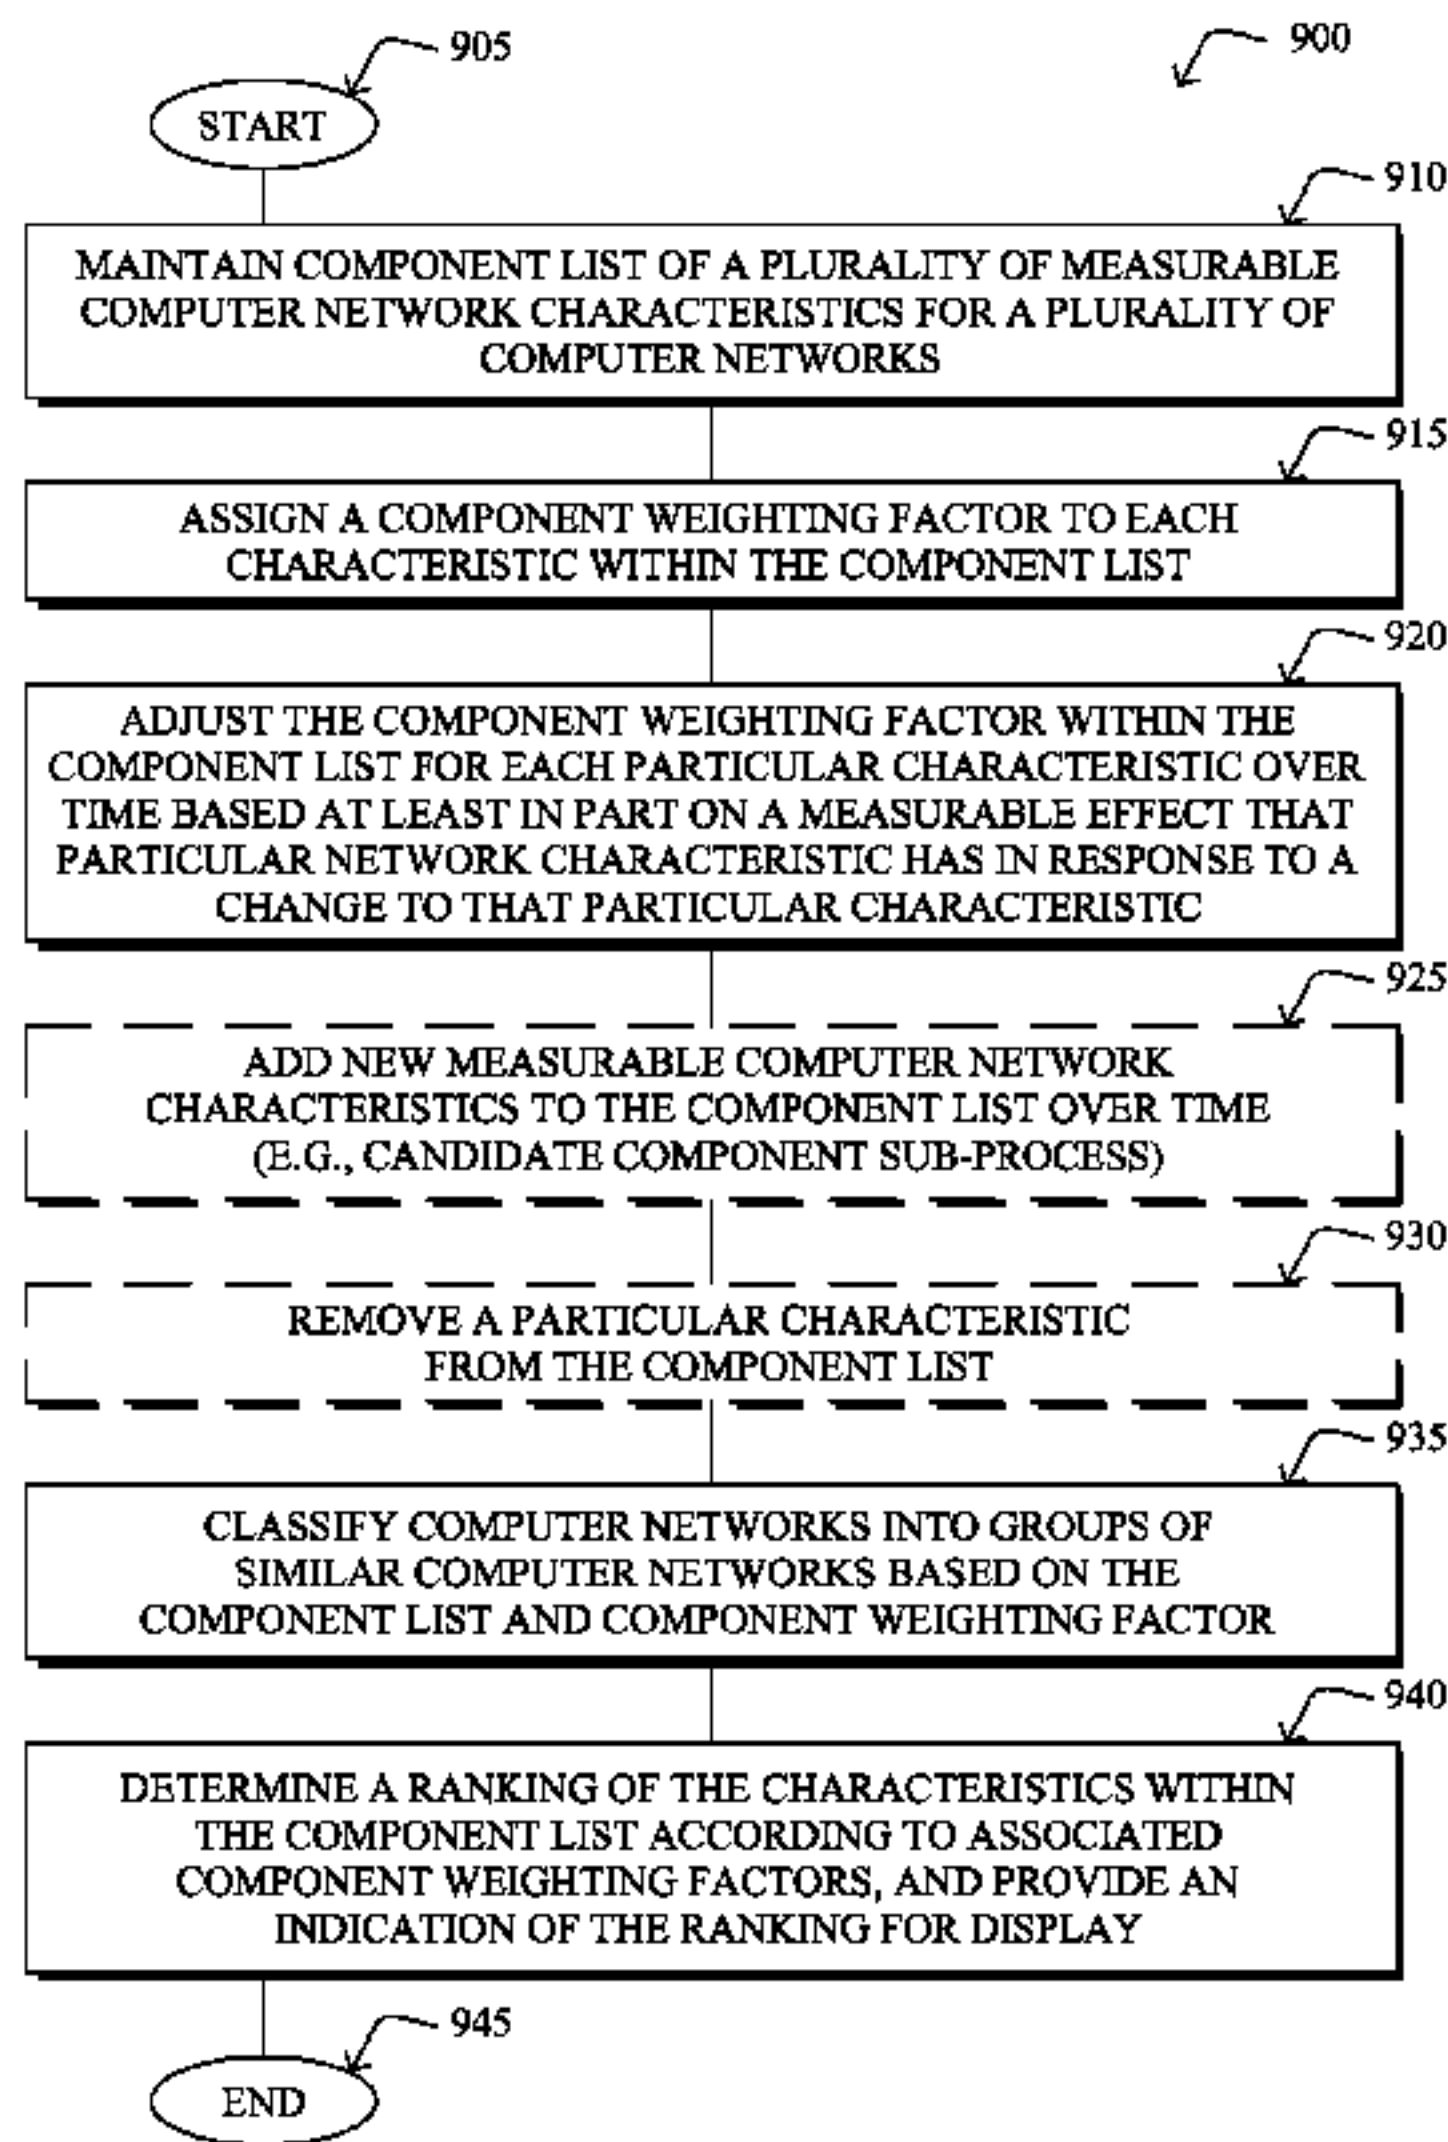 905
900
START
910
MAINTAIN COMPONENT LIST OF A PLURALITY OF MEASURABLE
COMPUTER NETWORK CHARACTERISTICS FOR A PLURALITY OF
COMPUTER NETWORKS
915
ASSIGN A COMPONENT WEIGHTING FACTOR TO EACH
CHARACTERISTIC WITHIN THE COMPONENT LIST
920
ADJUST THE COMPONENT WEIGHTING FACTOR WITHIN THE
COMPONENT LIST FOR EACH PARTICULAR CHARACTERISTIC OVER
TIME BASED AT LEAST IN PART ON A MEASURABLE EFFECT THAT
PARTICULAR NETWORK CHARACTERISTIC HAS IN RESPONSE TO A
CHANGE TO THAT PARTICULAR CHARACTERISTIC
925
ADD NEW MEASURABLE COMPUTER NETWORK
CHARACTERISTICS TO THE COMPONENT LIST OVER TIME
(E.G., CANDIDATE COMPONENT SUB-PROCESS)
930
REMOVE A PARTICULAR CHARACTERISTIC
FROM THE COMPONENT LIST
935
CLASSIFY COMPUTER NETWORKS INTO GROUPS OF
SIMILAR COMPUTER NETWORKS BASED ON THE
COMPONENT LIST AND COMPONENT WEIGHTING FACTOR
940
DETERMINE A RANKING OF THE CHARACTERISTICS WITHIN
THE COMPONENT LIST ACCORDING TO ASSOCIATED
COMPONENT WEIGHTING FACTORS, AND PROVIDE AN
INDICATION OF THE RANKING FOR DISPLAY
945
END